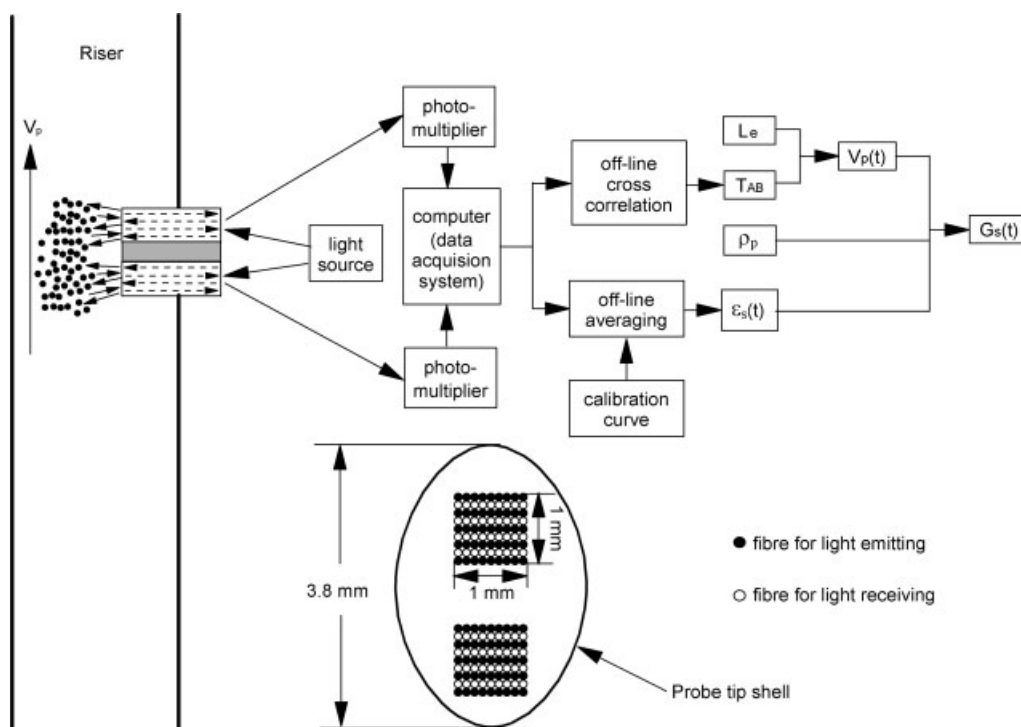 Riser
Vp
photo-
multiplier
computer
(data
acquision
system)
light
source
photo-
multiplier
off-line
cross
correlation
off-line
averaging
calibration
curve
Le
TAB
ρp
εs(t)
Vp(t)
Gs(t)
3.8 mm
1 mm
1 mm
fibre for light emitting
fibre for light receiving
Probe tip shell